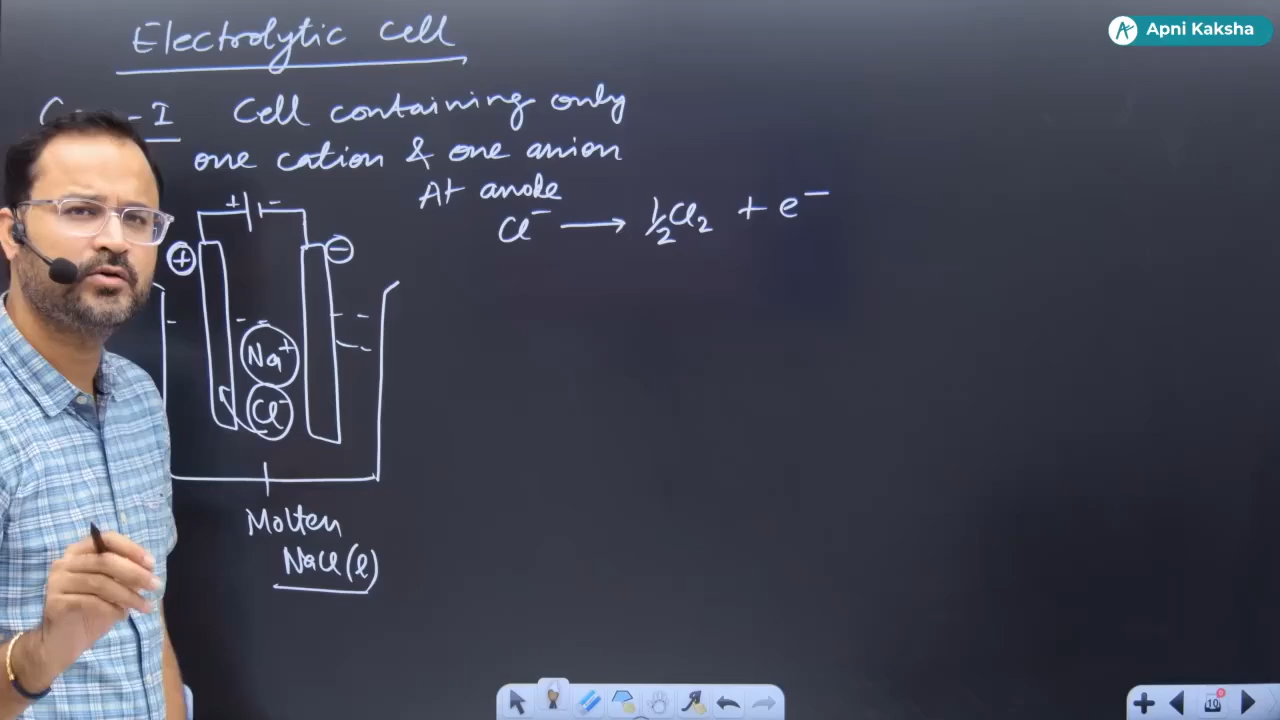 Electrolytic Cell
Apni Kaksha
-I Cell containing only
one cation & one anion
At anode
Cl⁻ ⟶ ½Cl₂ + e⁻
+ -
+ -
Na⁺
Cl⁻
Molten
NaCl(l)
10